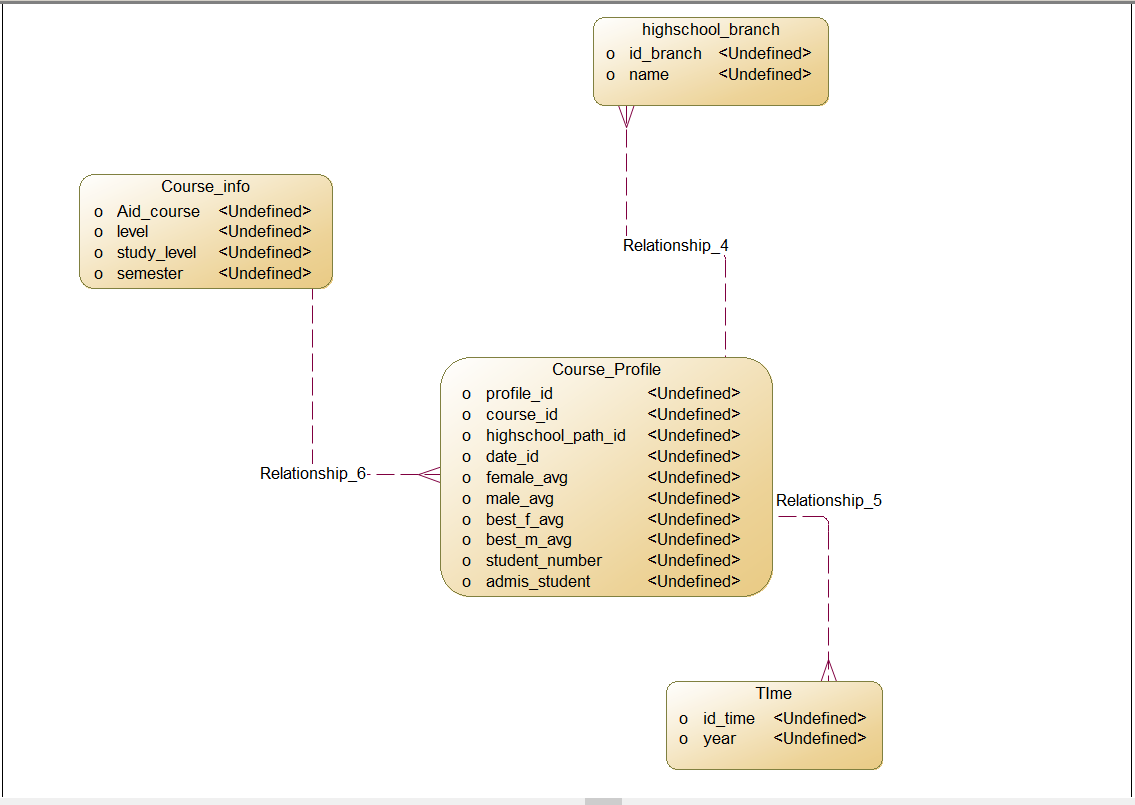 highschool_branch
o id_branch <Undefined>
o name <Undefined>
Course_info
o Aid_course <Undefined>
o level <Undefined>
o study_level <Undefined>
o semester <Undefined>
Relationship_4
Course_Profile
o profile_id <Undefined>
o course_id <Undefined>
o highschool_path_id <Undefined>
o date_id <Undefined>
o female_avg <Undefined>
o male_avg <Undefined>
o best_f_avg <Undefined>
o best_m_avg <Undefined>
o student_number <Undefined>
o admis_student <Undefined>
Relationship_6
Relationship_5
TIme
o id_time <Undefined>
o year <Undefined>